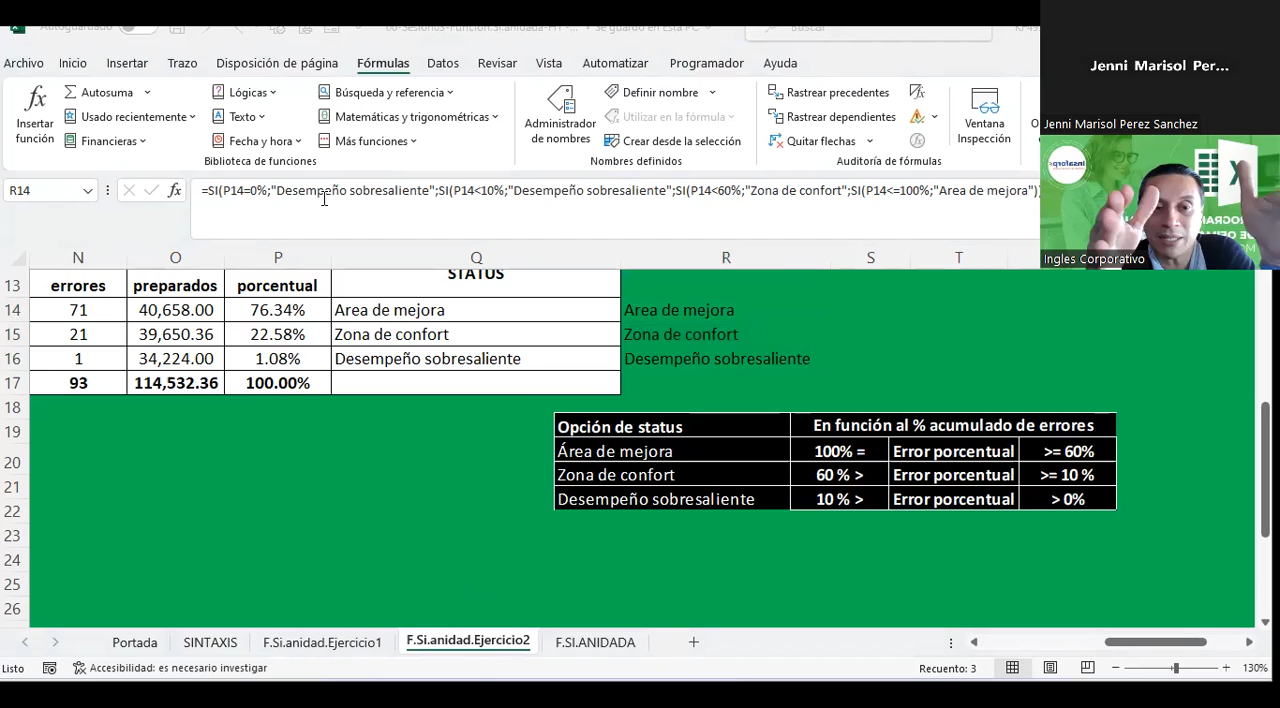 Autoguardado
Se guardó en Esta PC
Buscar
Archivo Inicio Insertar Trazo Disposición de página Fórmulas Datos Revisar Vista Automatizar Programador Ayuda
fx Insertar función
Autosuma
Usado recientemente
Financieras
Lógicas
Texto
Fecha y hora
Búsqueda y referencia
Matemáticas y trigonométricas
Más funciones
Biblioteca de funciones
Administrador de nombres
Definir nombre
Utilizar en la fórmula
Crear desde la selección
Nombres definidos
Rastrear precedentes
Rastrear dependientes
Quitar flechas
Auditoría de fórmulas
Ventana Inspección
Jenni Marisol Per...
Jenni Marisol Perez Sanchez
Insaforp
Ingles Corporativo
R14 fx =SI(P14=0%;"Desempeño sobresaliente";SI(P14<10%;"Desempeño sobresaliente";SI(P14<60%;"Zona de confort";SI(P14<=100%;"Area de mejora"))
N O P Q R S T
13 errores preparados porcentual STATUS
14 71 40,658.00 76.34% Area de mejora Area de mejora
15 21 39,650.36 22.58% Zona de confort Zona de confort
16 1 34,224.00 1.08% Desempeño sobresaliente Desempeño sobresaliente
17 93 114,532.36 100.00%
18
19 Opción de status En función al % acumulado de errores
20 Área de mejora 100% = Error porcentual >= 60%
21 Zona de confort 60 % > Error porcentual >= 10 %
22 Desempeño sobresaliente 10 % > Error porcentual > 0%
23
24
25
26
Portada SINTAXIS F.Si.anidad.Ejercicio1 F.Si.anidad.Ejercicio2 F.SI.ANIDADA +
Listo Accesibilidad: es necesario investigar Recuento: 3 130%